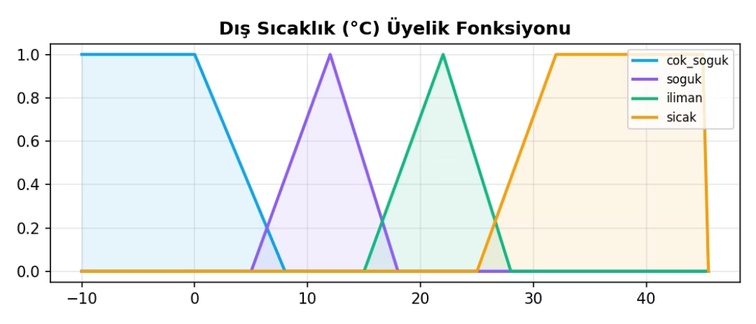 Dış Sıcaklık (°C) Üyelik Fonksiyonu
1.0
0.8
0.6
0.4
0.2
0.0
cok_soguk
soguk
iliman
sicak
−10 0 10 20 30 40